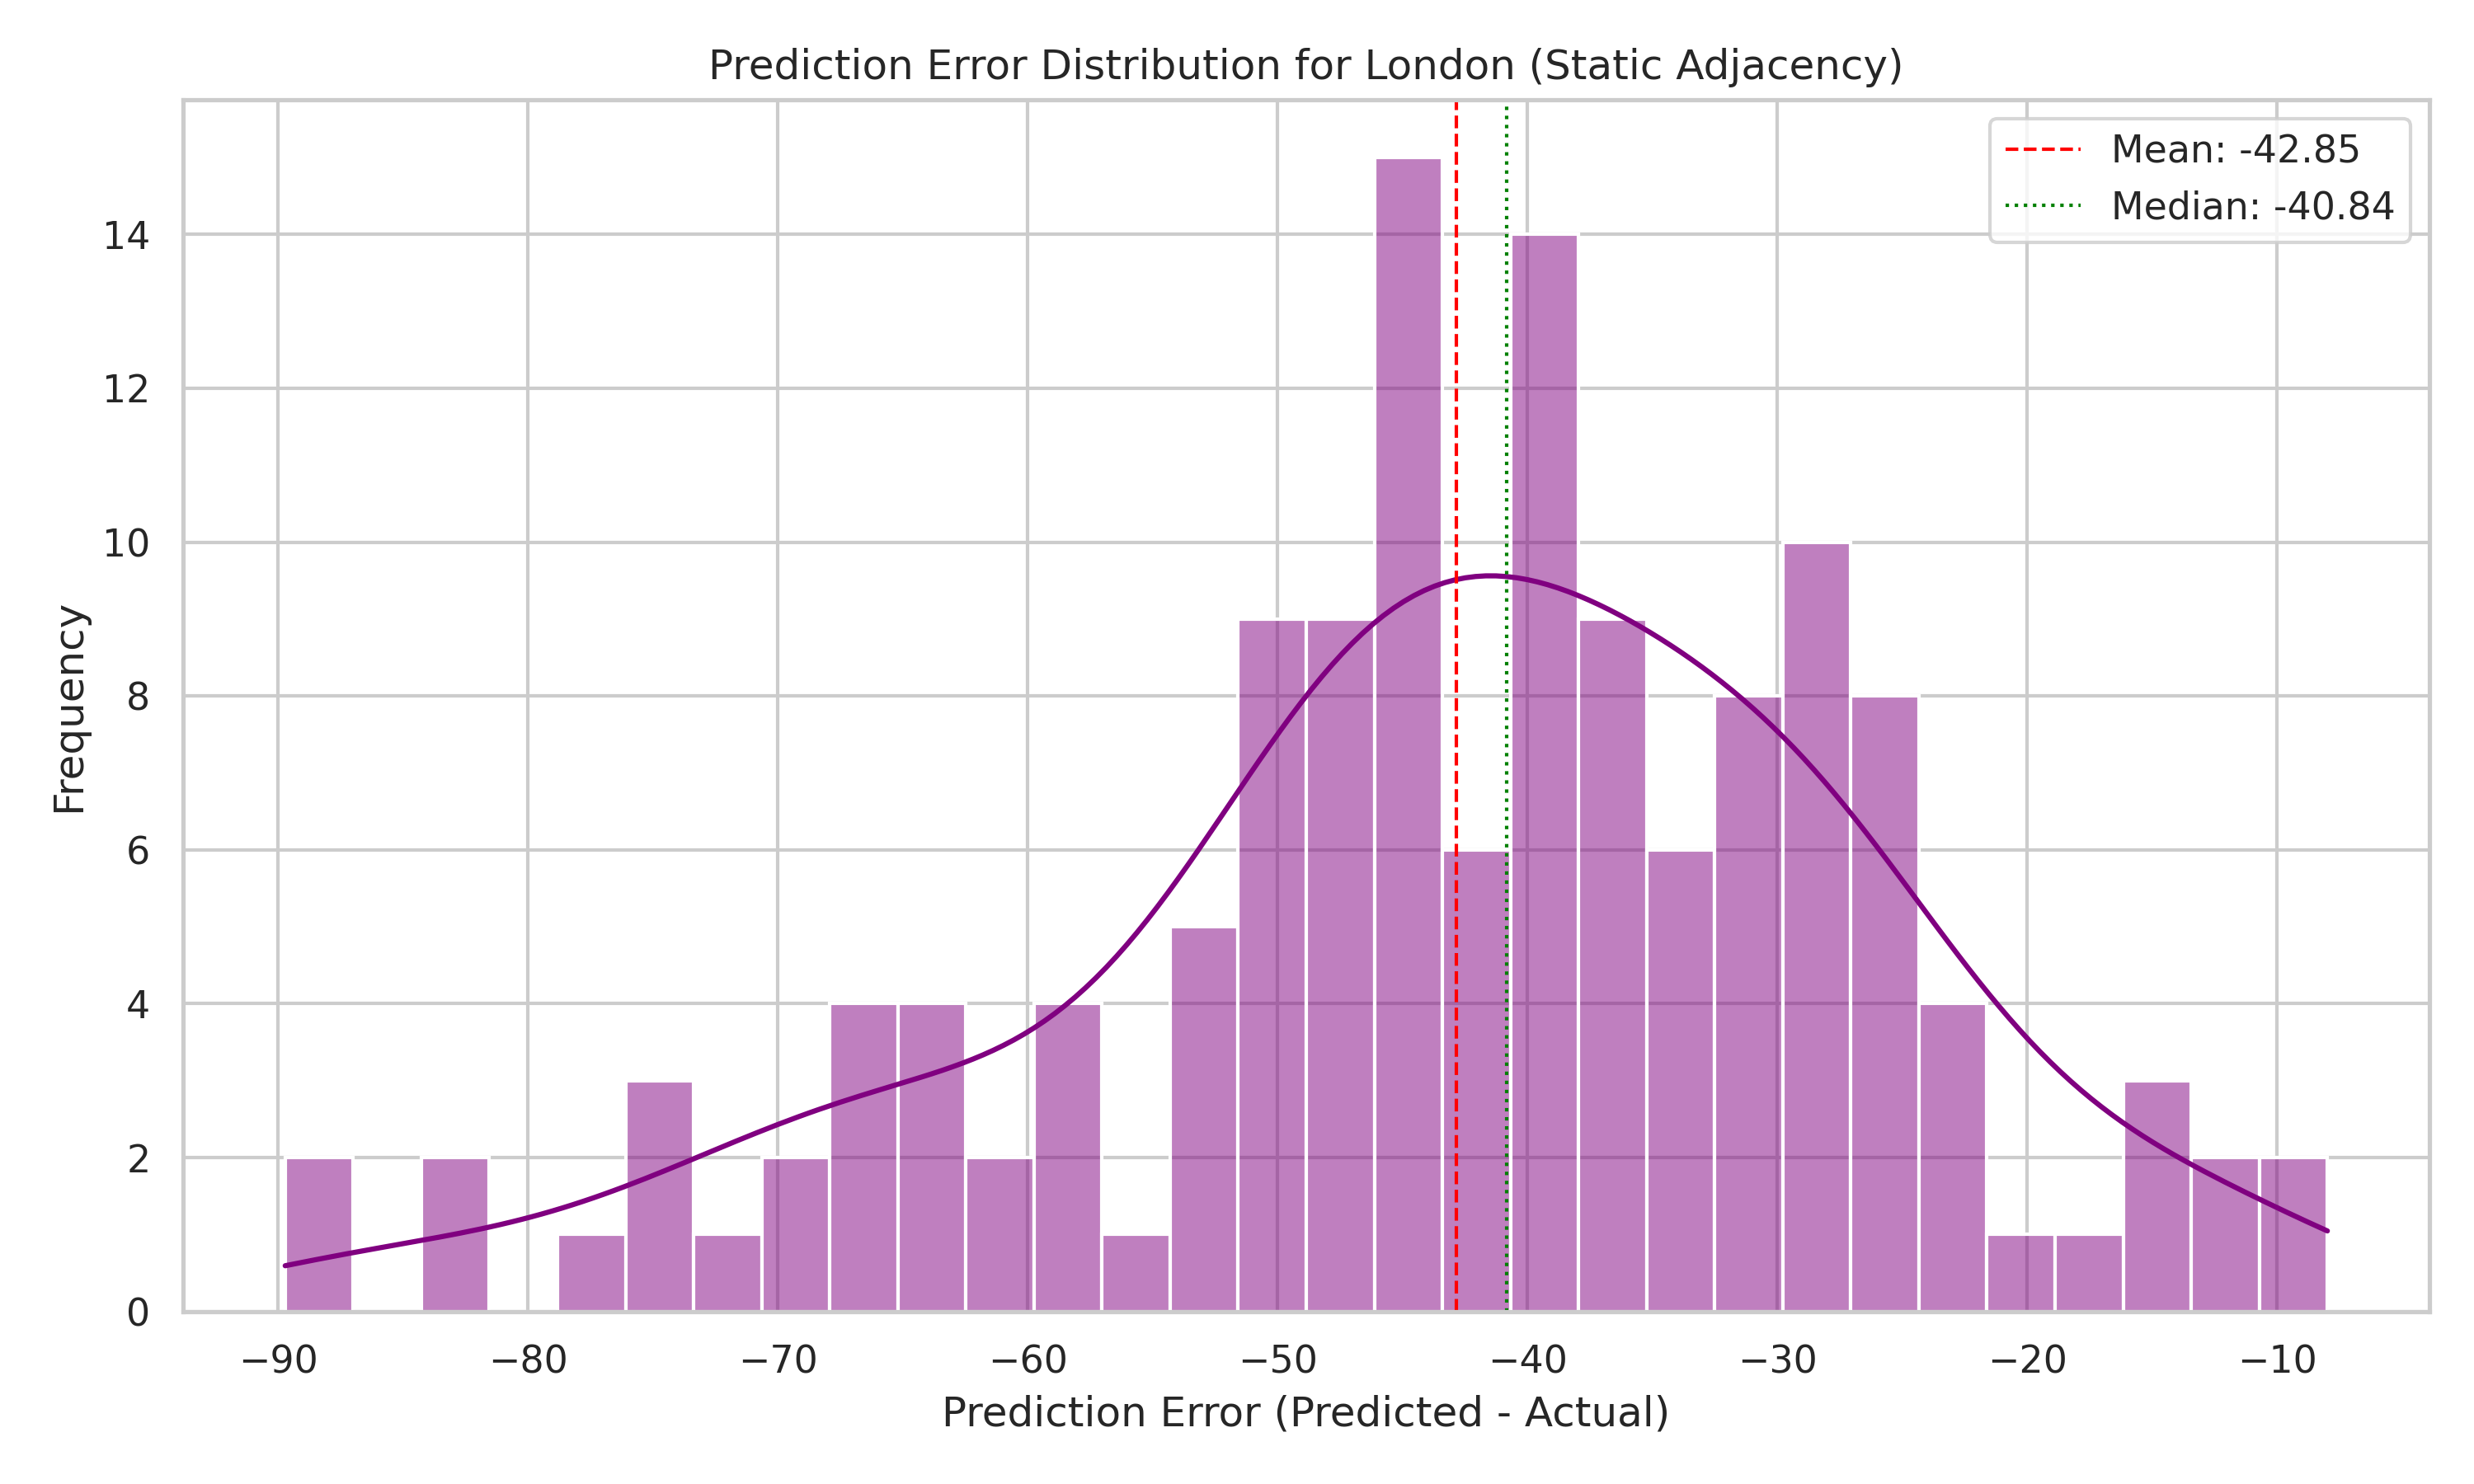 Prediction Error Distribution for London (Static Adjacency)
Mean: -42.85
Median: -40.84
14
12
10
8
6
4
2
0
Frequency
−90 −80 −70 −60 −50 −40 −30 −20 −10
Prediction Error (Predicted - Actual)